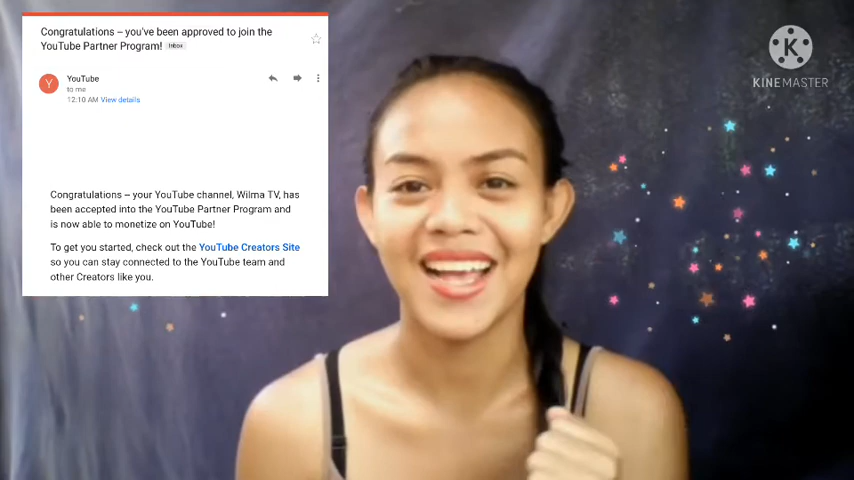 Congratulations – you've been approved to join the
YouTube Partner Program! Inbox
Y
YouTube
to me
12:10 AM View details
Congratulations – your YouTube channel, Wilma TV, has
been accepted into the YouTube Partner Program and
is now able to monetize on YouTube!
To get you started, check out the YouTube Creators Site
so you can stay connected to the YouTube team and
other Creators like you.
K
KINEMASTER